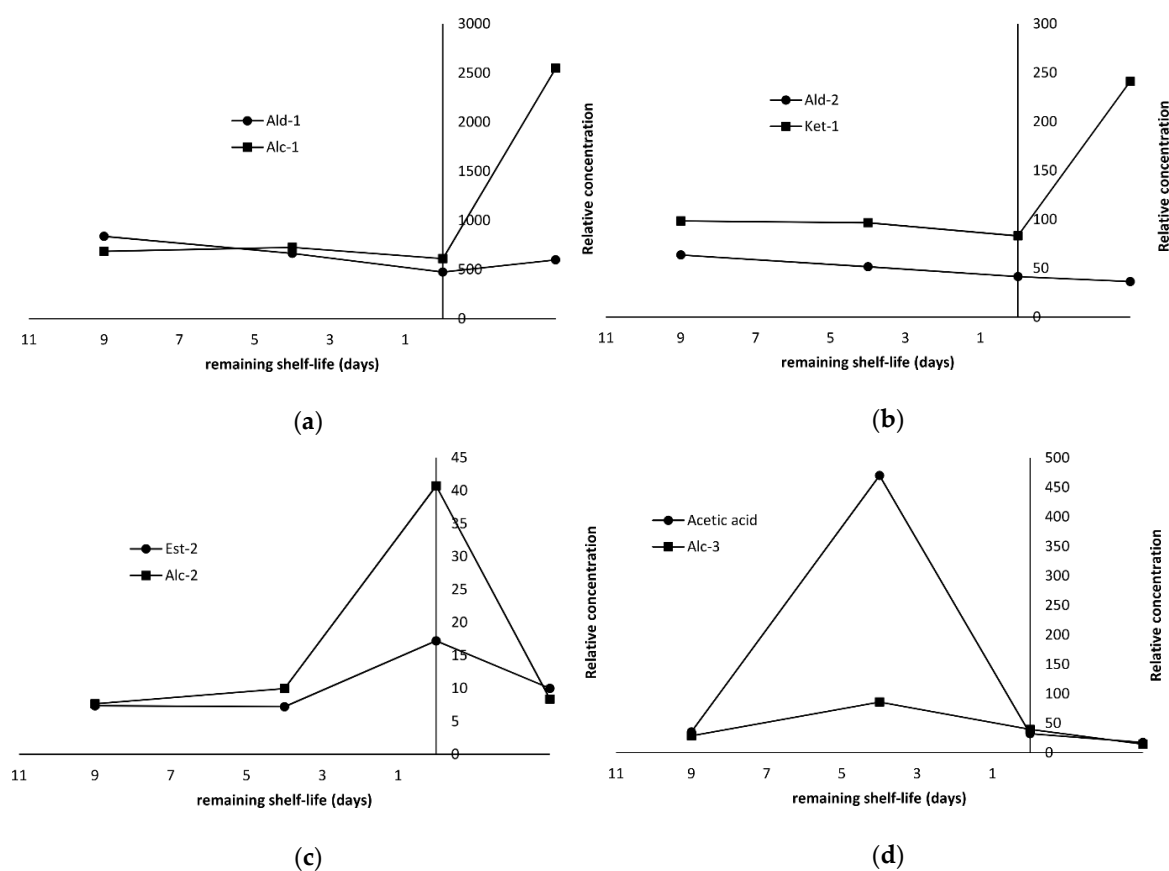 3000
2500
2000
1500
1000
500
0
Ald-1
Alc-1
Relative concentration
11 9 7 5 3 1
remaining shelf-life (days)
(a)
300
250
200
150
100
50
0
Ald-2
Ket-1
Relative concentration
11 9 7 5 3 1
remaining shelf-life (days)
(b)
45
40
35
30
25
20
15
10
5
0
Est-2
Alc-2
Relative concentration
11 9 7 5 3 1
remaining shelf-life (days)
(c)
500
450
400
350
300
250
200
150
100
50
0
Acetic acid
Alc-3
Relative concentration
11 9 7 5 3 1
remaining shelf-life (days)
(d)